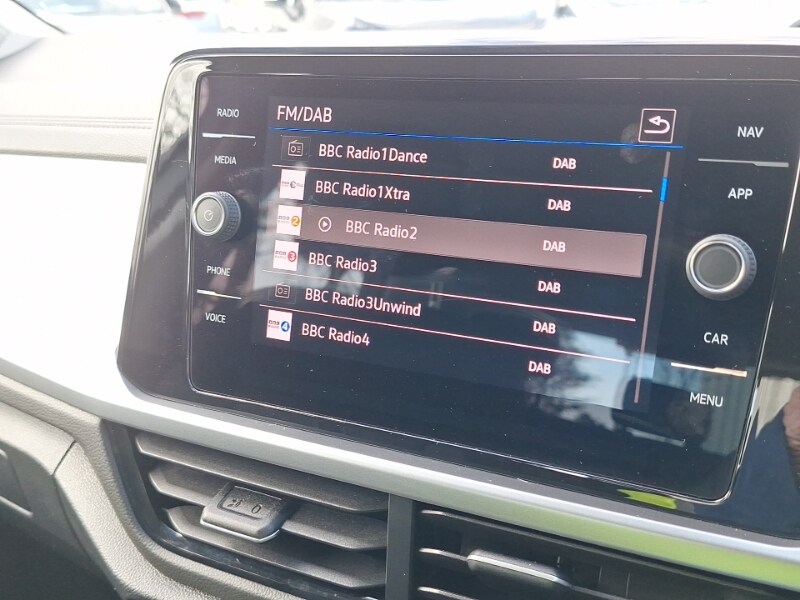 RADIO
MEDIA
PHONE
VOICE
FM/DAB
BBC Radio1Dance DAB
BBC Radio1Xtra DAB
BBC Radio2 DAB
BBC Radio3 DAB
BBC Radio3Unwind DAB
BBC Radio4 DAB
NAV
APP
CAR
MENU